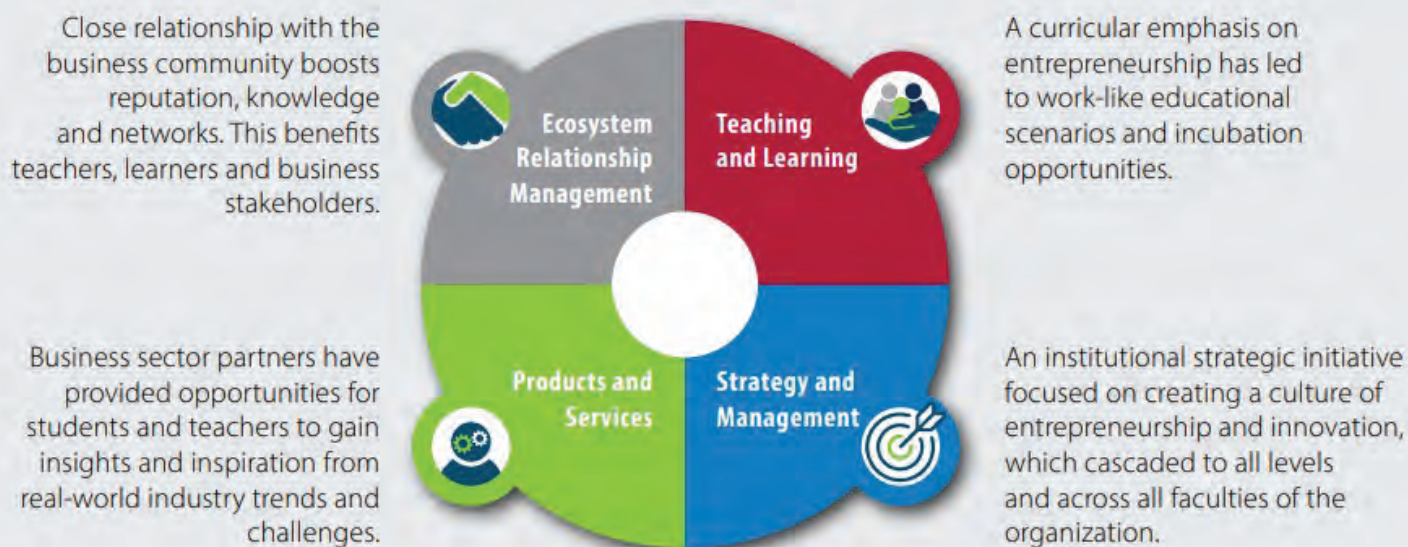 Close relationship with the
business community boosts
reputation, knowledge
and networks. This benefits
teachers, learners and business
stakeholders.
Ecosystem
Relationship
Management
Teaching
and Learning
A curricular emphasis on
entrepreneurship has led
to work-like educational
scenarios and incubation
opportunities.
Business sector partners have
provided opportunities for
students and teachers to gain
insights and inspiration from
real-world industry trends and
challenges.
Products and
Services
Strategy and
Management
An institutional strategic initiative
focused on creating a culture of
entrepreneurship and innovation,
which cascaded to all levels
and across all faculties of the
organization.